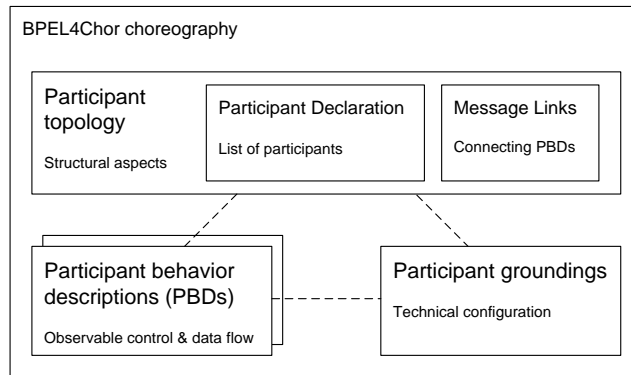 BPEL4Chor choreography
Participant
topology
Structural aspects
Participant Declaration
List of participants
Message Links
Connecting PBDs
Participant behavior
descriptions (PBDs)
Observable control & data flow
Participant groundings
Technical configuration